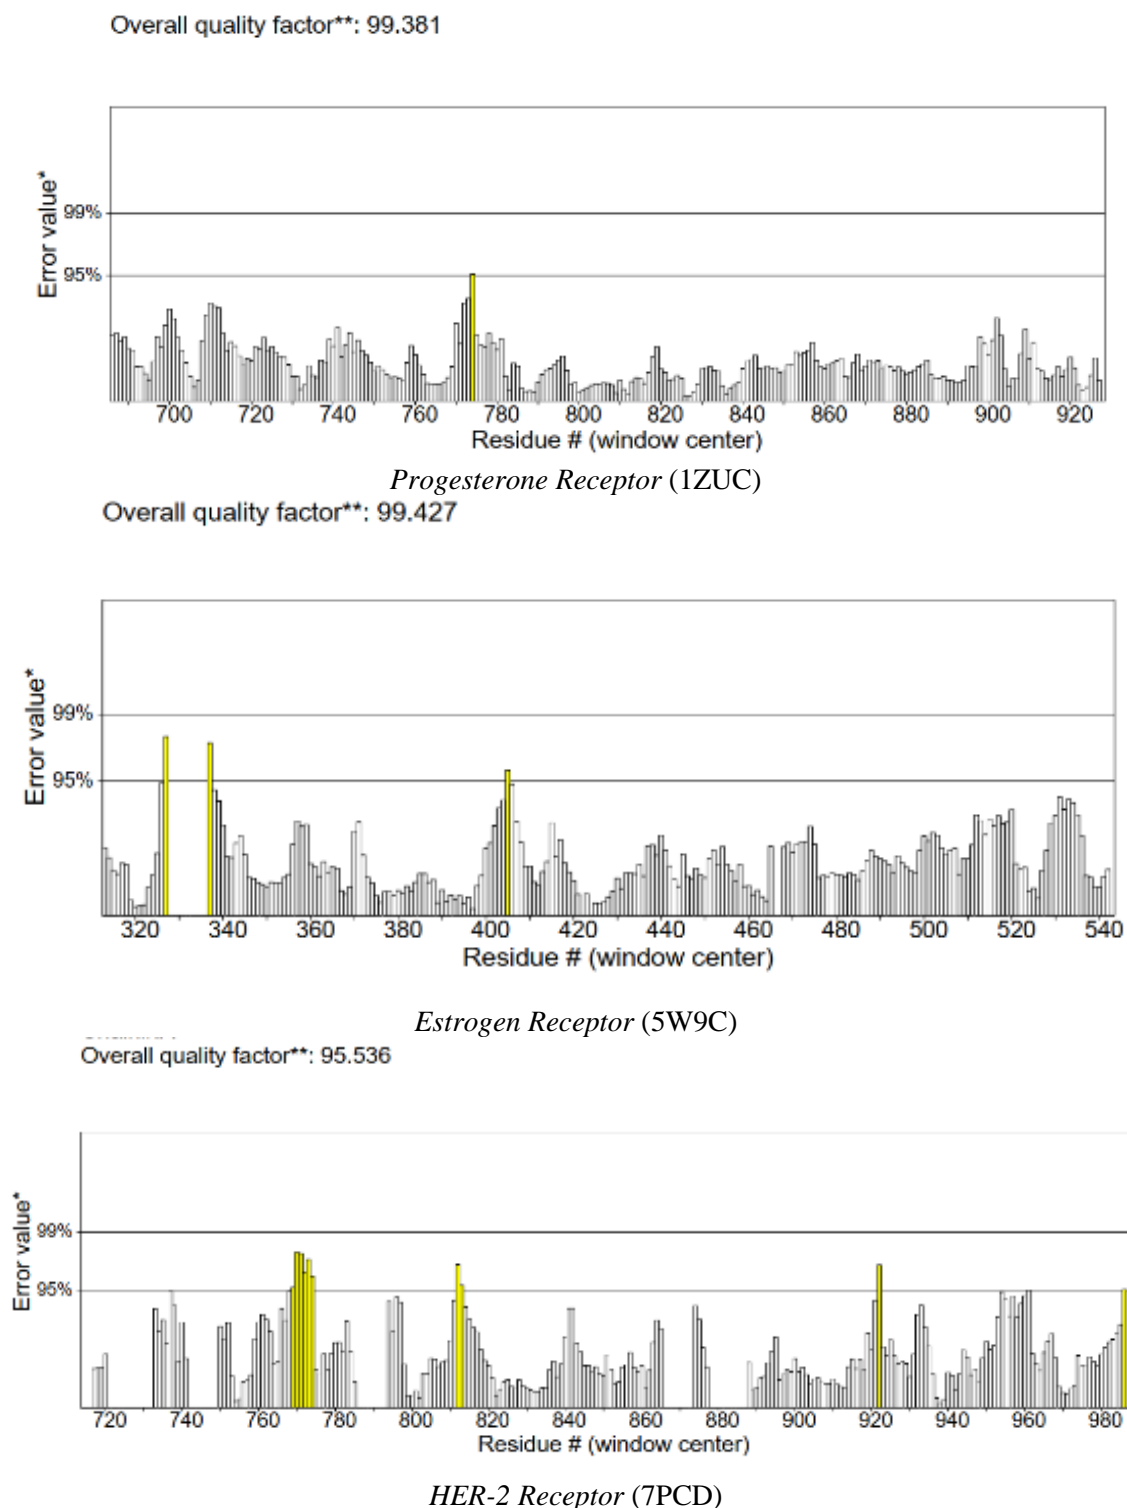 Overall quality factor**: 99.381
Error value*
99%
95%
700 720 740 760 780 800 820 840 860 880 900 920
Residue # (window center)
Progesterone Receptor (1ZUC)
Overall quality factor**: 99.427
Error value*
99%
95%
320 340 360 380 400 420 440 460 480 500 520 540
Residue # (window center)
Estrogen Receptor (5W9C)
Overall quality factor**: 95.536
Error value*
99%
95%
720 740 760 780 800 820 840 860 880 900 920 940 960 980
Residue # (window center)
HER-2 Receptor (7PCD)